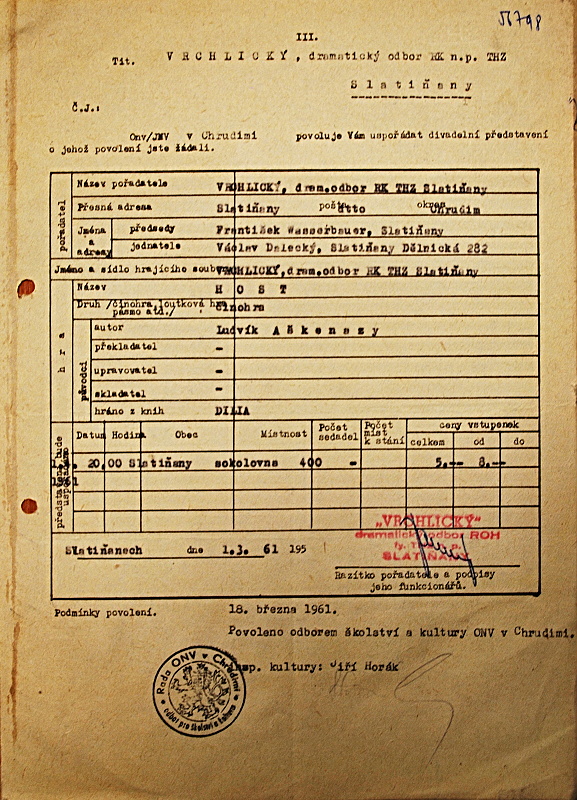 56798
III.
Tit. VRCHLICKÝ, dramatický odbor RK n.p. THZ
Slatiňany
Č.J.:
Onv/JNV v Chrudimi povoluje Vám uspořádat divadelní představení
o jehož povolení jste žádali.
pořadatel
Název pořadatele VRCHLICKÝ, dram.odbor RK THZ Slatiňany
Přesná adresa Slatiňany pošta tto okres Chrudim
Jména a adresy
předsedy František Wasserbauer, Slatiňany
jednatele Václav Dalecký, Slatiňany Dělnická 282
Jméno a sídlo hrajícího souboru VRCHLICKÝ,dram.odbor RK THZ Slatiňany
hra
Název HOST
Druh /činohra,loutková hra činohra
pásmo atd./
původci
autor Ludvík Aškenazy
překladatel -
upravovatel -
skladatel -
hráno z knih DILIA
představení bude uspořádáno
Datum Hodina Obec Místnost Počet sedadel Počet míst k stání ceny vstupenek
celkem od do
20,00 Slatiňany sokolovna 400 - 5.-- 8.--
1961
Slatiňanech dne 1.3. 61 195
„VRCHLICKÝ“
dramatický odbor ROH
SLATIŇANY
Razítko pořadatele a podpisy
jeho funkcionářů.
Podmínky povolení. 18. března 1961.
Povoleno odborem školství a kultury ONV v Chrudimi.
insp. kultury: Jiří Horák
Rada ONV v Chrudimi
odbor pro školství a kulturu